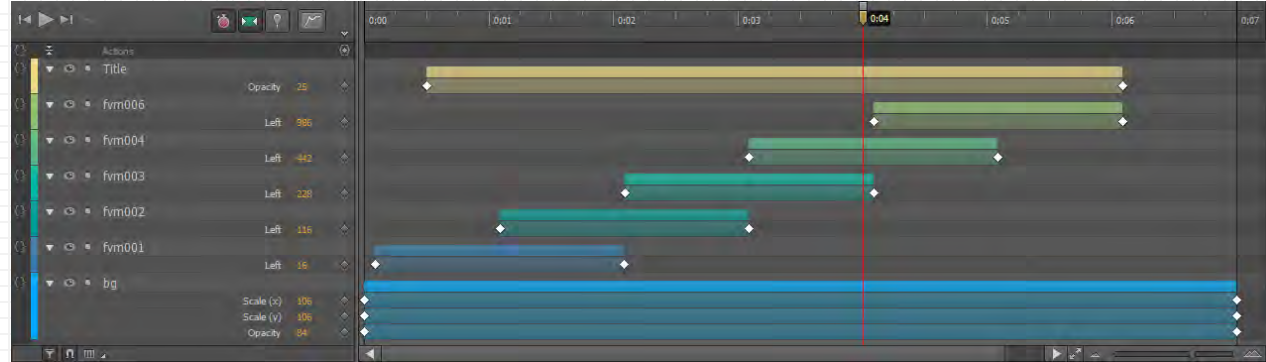 0:00 0:01 0:02 0:03 0:04 0:05 0:06 0:07
Actions
Title
Opacity 25
fvm006
Left 986
fvm004
Left 442
fvm003
Left 228
fvm002
Left 116
fvm001
Left 16
bg
Scale (x) 106
Scale (y) 106
Opacity 84